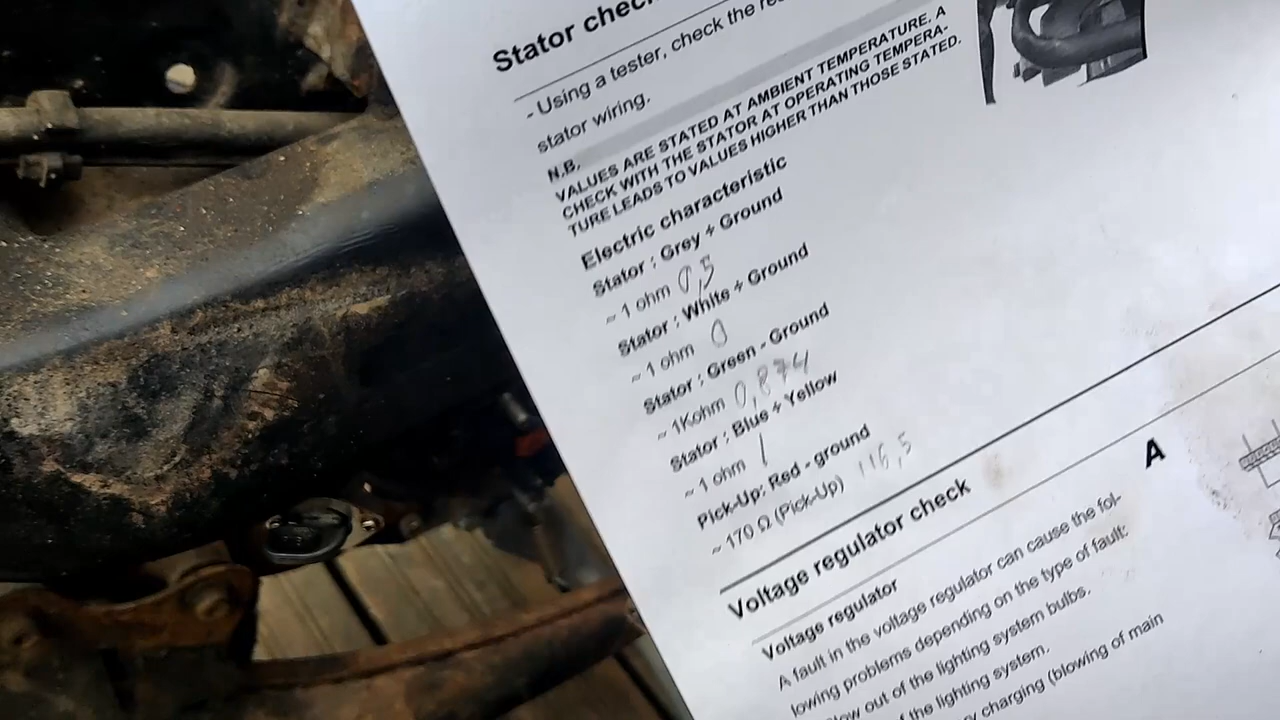 Stator check
- Using a tester, check the
stator wiring.
N.B.
VALUES ARE STATED AT AMBIENT TEMPERATURE. A
CHECK WITH THE STATOR AT OPERATING TEMPERA-
TURE LEADS TO VALUES HIGHER THAN THOSE STATED.
Electric characteristic
Stator : Grey + Ground
~ 1 ohm 0,5
Stator : White + Ground
~ 1 ohm 0
Stator : Green - Ground
~ 1Kohm 0,874
Stator : Blue + Yellow
~ 1 ohm 1
Pick-Up: Red - ground
~ 170 Ω (Pick-Up) 116,5
Voltage regulator check
A
Voltage regulator
A fault in the voltage regulator can cause the fol-
lowing problems depending on the type of fault:
out of the lighting system bulbs.
of the lighting system.
charging (blowing of main